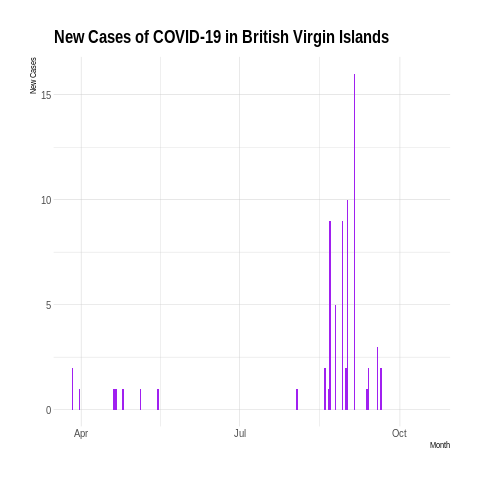 New Cases of COVID-19 in British Virgin Islands
New Cases
15
10
5
0
Apr
Jul
Oct
Month